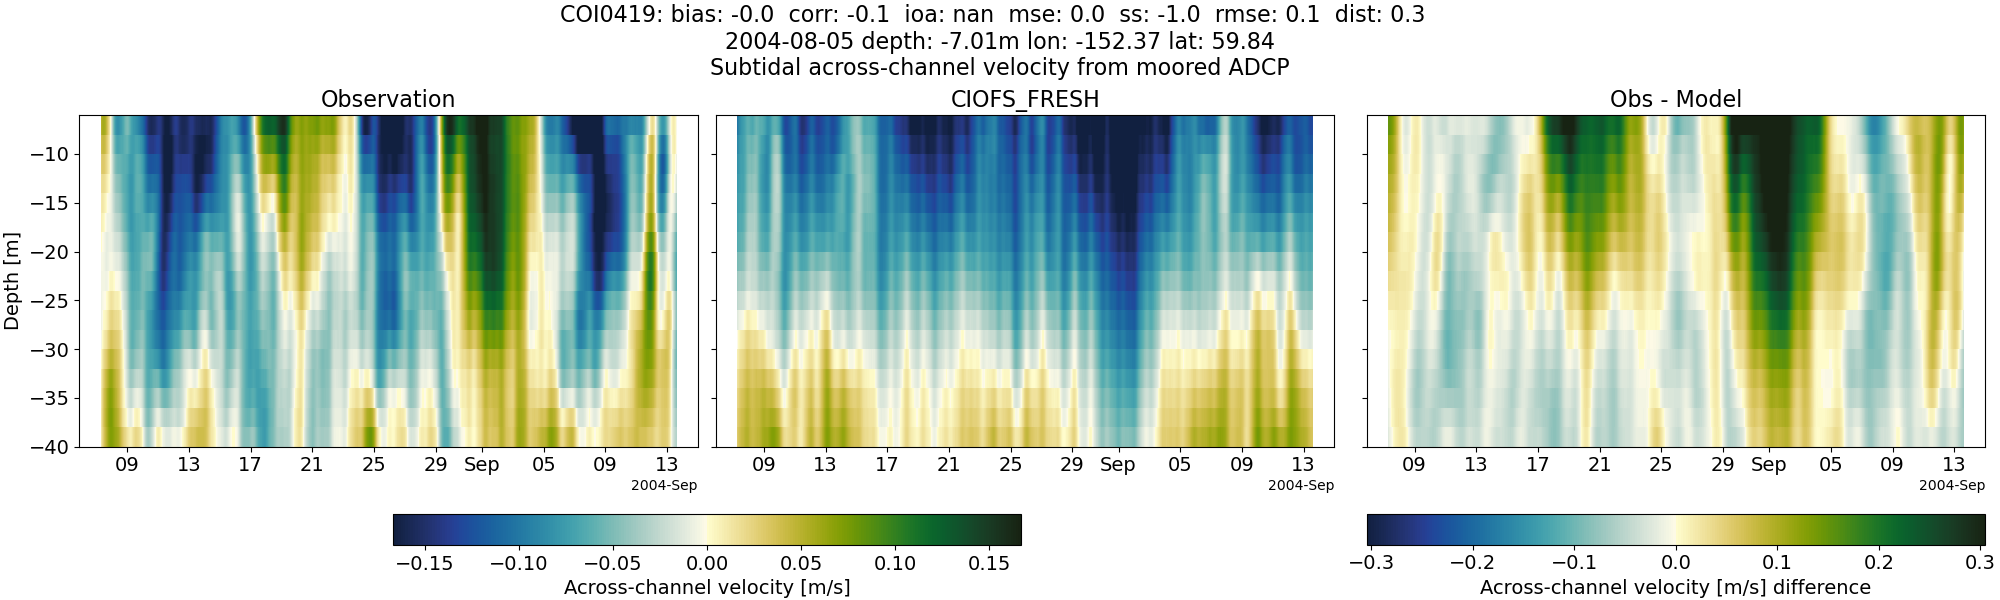 COI0419: bias: -0.0  corr: -0.1  ioa: nan  mse: 0.0  ss: -1.0  rmse: 0.1  dist: 0.3
2004-08-05 depth: -7.01m lon: -152.37 lat: 59.84
Subtidal across-channel velocity from moored ADCP
Observation
CIOFS_FRESH
Obs - Model
Depth [m]
−10
−15
−20
−25
−30
−35
−40
09 13 17 21 25 29 Sep 05 09 13
2004-Sep
09 13 17 21 25 29 Sep 05 09 13
2004-Sep
09 13 17 21 25 29 Sep 05 09 13
2004-Sep
−0.15 −0.10 −0.05 0.00 0.05 0.10 0.15
Across-channel velocity [m/s]
−0.3 −0.2 −0.1 0.0 0.1 0.2 0.3
Across-channel velocity [m/s] difference